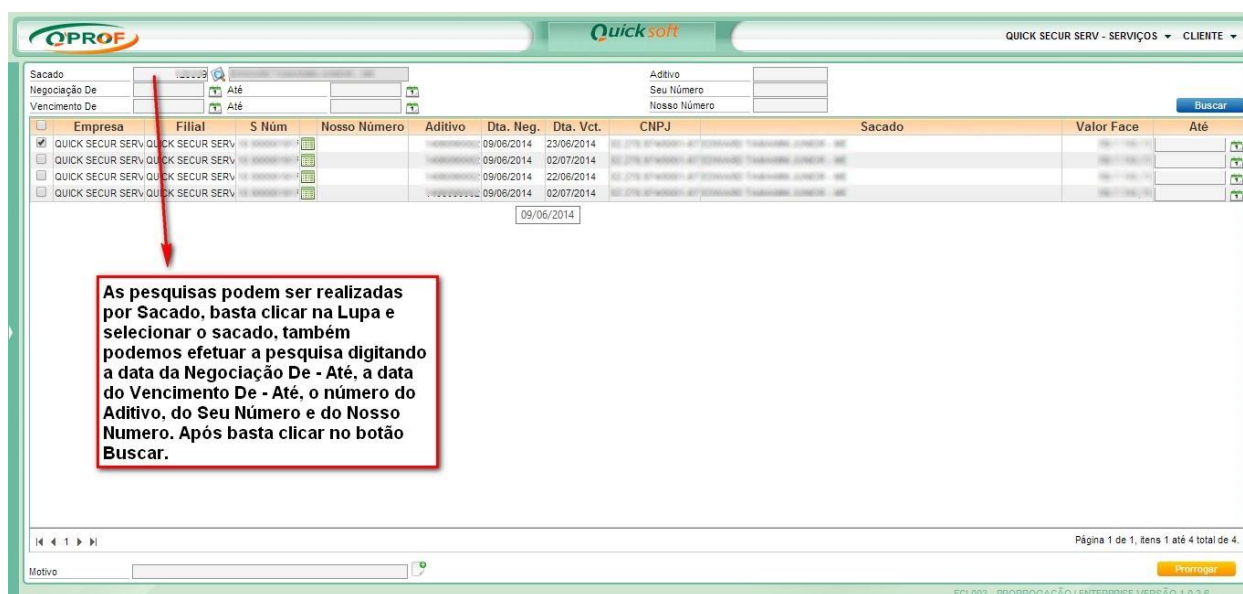 QPROF
Quicksoft
QUICK SECUR SERV - SERVIÇOS CLIENTE
Sacado Aditivo
Negociação De Até Seu Número
Vencimento De Até Nosso Número Buscar
Empresa Filial S Núm Nosso Número Aditivo Dta. Neg. Dta. Vct. CNPJ Sacado Valor Face Até
QUICK SECUR SERV QUICK SECUR SERV 09/06/2014 23/06/2014
QUICK SECUR SERV QUICK SECUR SERV 09/06/2014 02/07/2014
QUICK SECUR SERV QUICK SECUR SERV 09/06/2014 22/06/2014
QUICK SECUR SERV QUICK SECUR SERV 09/06/2014 02/07/2014
09/06/2014
As pesquisas podem ser realizadas
por Sacado, basta clicar na Lupa e
selecionar o sacado, também
podemos efetuar a pesquisa digitando
a data da Negociação De - Até, a data
do Vencimento De - Até, o número do
Aditivo, do Seu Número e do Nosso
Numero. Após basta clicar no botão
Buscar.
1
Página 1 de 1, itens 1 até 4 total de 4.
Motivo Prorrogar